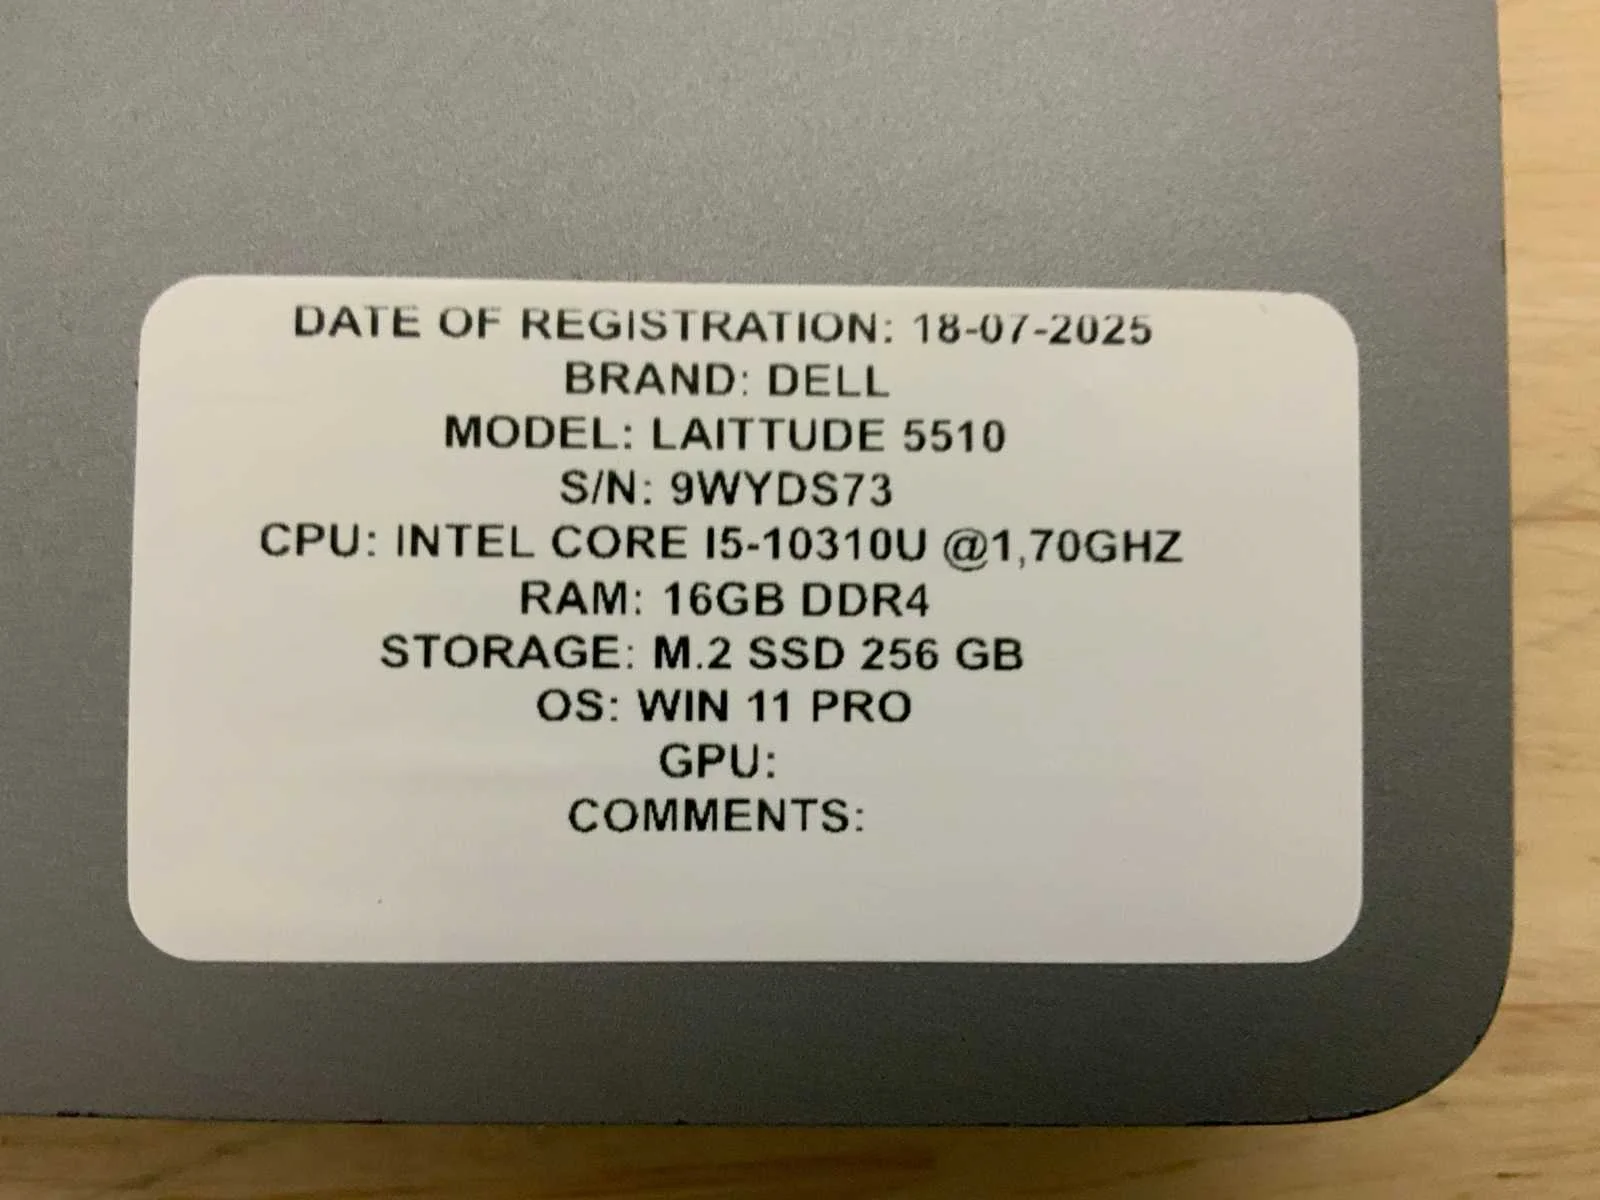 DATE OF REGISTRATION: 18-07-2025
BRAND: DELL
MODEL: LAITTUDE 5510
S/N: 9WYDS73
CPU: INTEL CORE I5-10310U @1,70GHZ
RAM: 16GB DDR4
STORAGE: M.2 SSD 256 GB
OS: WIN 11 PRO
GPU:
COMMENTS: